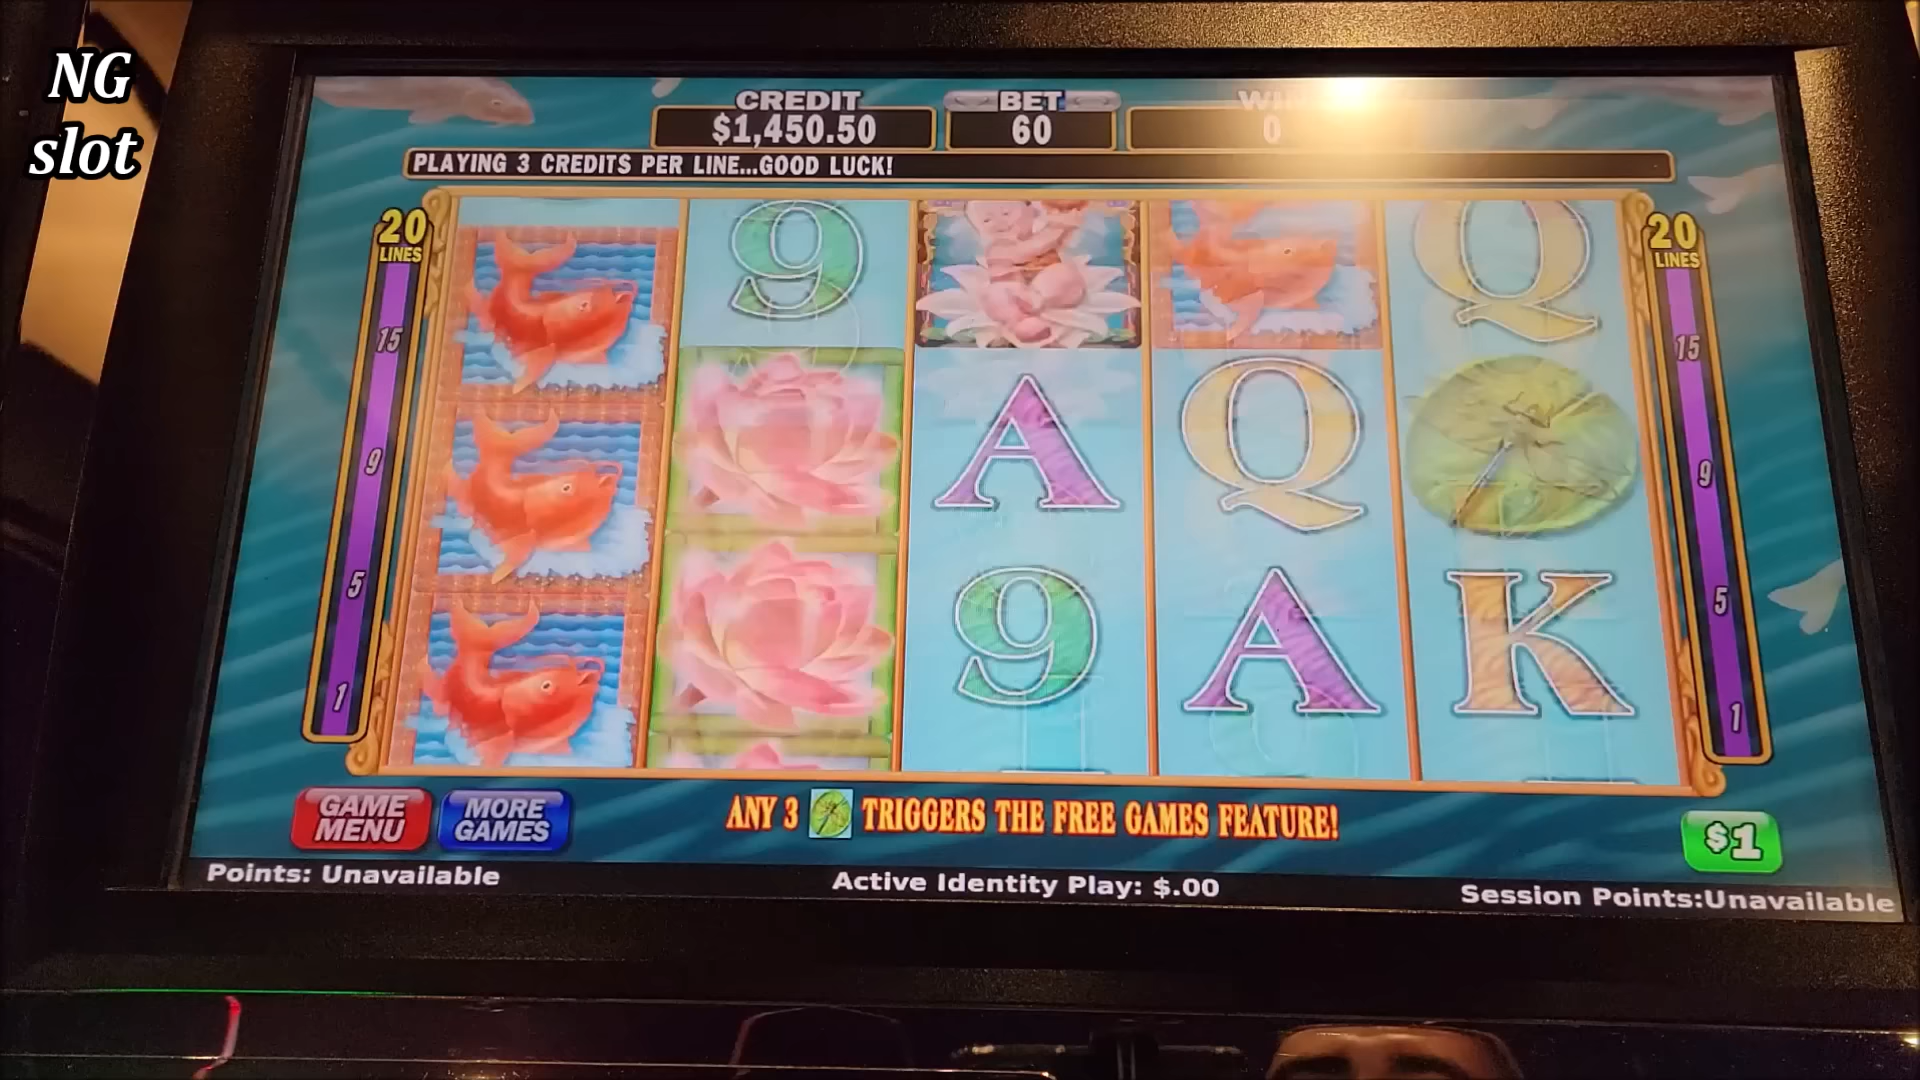 NG
slot
CREDIT
$1,450.50
BET
60
0
PLAYING 3 CREDITS PER LINE...GOOD LUCK!
20
LINES
15
9
5
1
9
Q
A
Q
9
A
K
20
LINES
15
9
5
1
GAME
MENU
MORE
GAMES
ANY 3 TRIGGERS THE FREE GAMES FEATURE!
$1
Points: Unavailable
Active Identity Play: $.00
Session Points:Unavailable